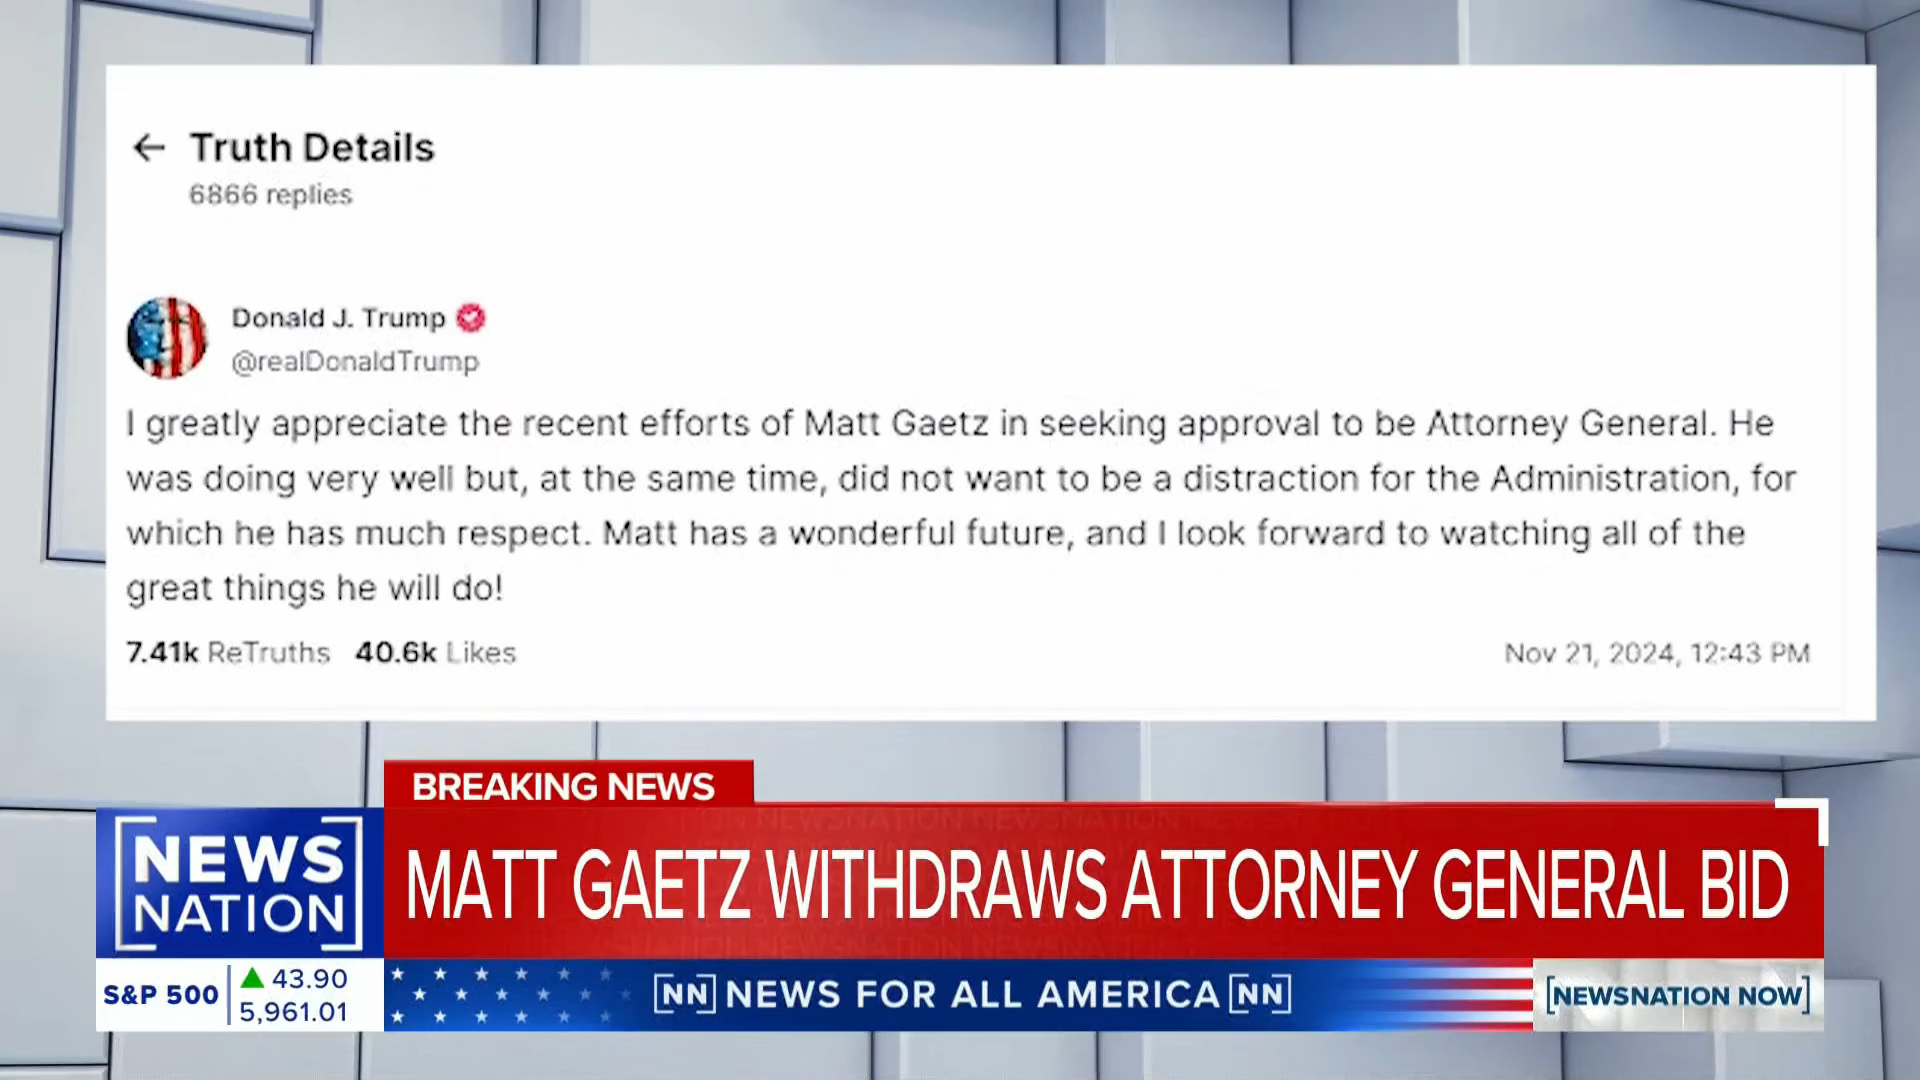 Truth Details
6866 replies
Donald J. Trump
@realDonaldTrump
I greatly appreciate the recent efforts of Matt Gaetz in seeking approval to be Attorney General. He
was doing very well but, at the same time, did not want to be a distraction for the Administration, for
which he has much respect. Matt has a wonderful future, and I look forward to watching all of the
great things he will do!
7.41k ReTruths 40.6k Likes
Nov 21, 2024, 12:43 PM
BREAKING NEWS
MATT GAETZ WITHDRAWS ATTORNEY GENERAL BID
NEWS
NATION
S&P 500
43.90
5,961.01
[NN] NEWS FOR ALL AMERICA [NN]
[NEWSNATION NOW]